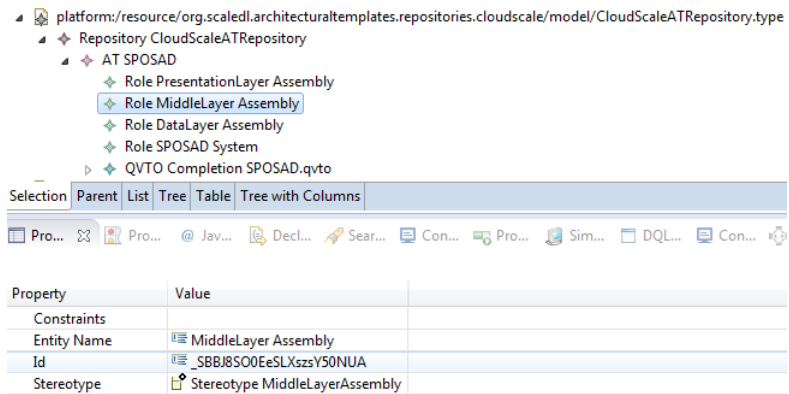 platform:/resource/org.scaledl.architecturaltemplates.repositories.cloudscale/model/CloudScaleATRepository.type
Repository CloudScaleATRepository
AT SPOSAD
Role PresentationLayer Assembly
Role MiddleLayer Assembly
Role DataLayer Assembly
Role SPOSAD System
QVTO Completion SPOSAD.qvto
Selection Parent List Tree Table Tree with Columns
Pro... Pro... @ Jav... Decl... Sear... Con... Pro... Sim... DQL... Con...
Property Value
Constraints
Entity Name MiddleLayer Assembly
Id _SBBJ8SO0EeSLXszsY50NUA
Stereotype Stereotype MiddleLayerAssembly